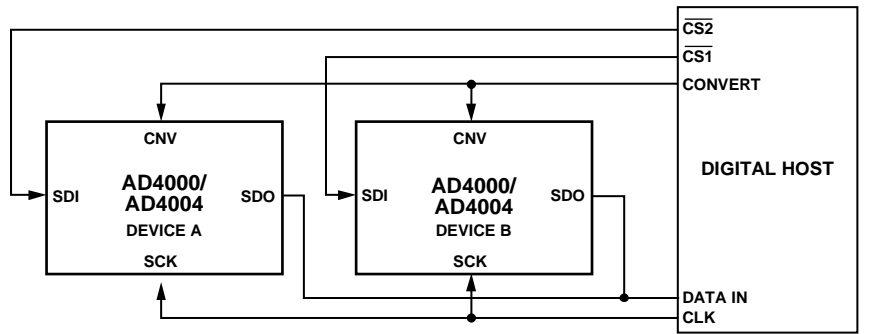 CS2
CS1
CONVERT
CNV
CNV
DIGITAL HOST
SDI
AD4000/
AD4004
SDO
DEVICE A
SCK
SDI
AD4000/
AD4004
SDO
DEVICE B
SCK
DATA IN
CLK